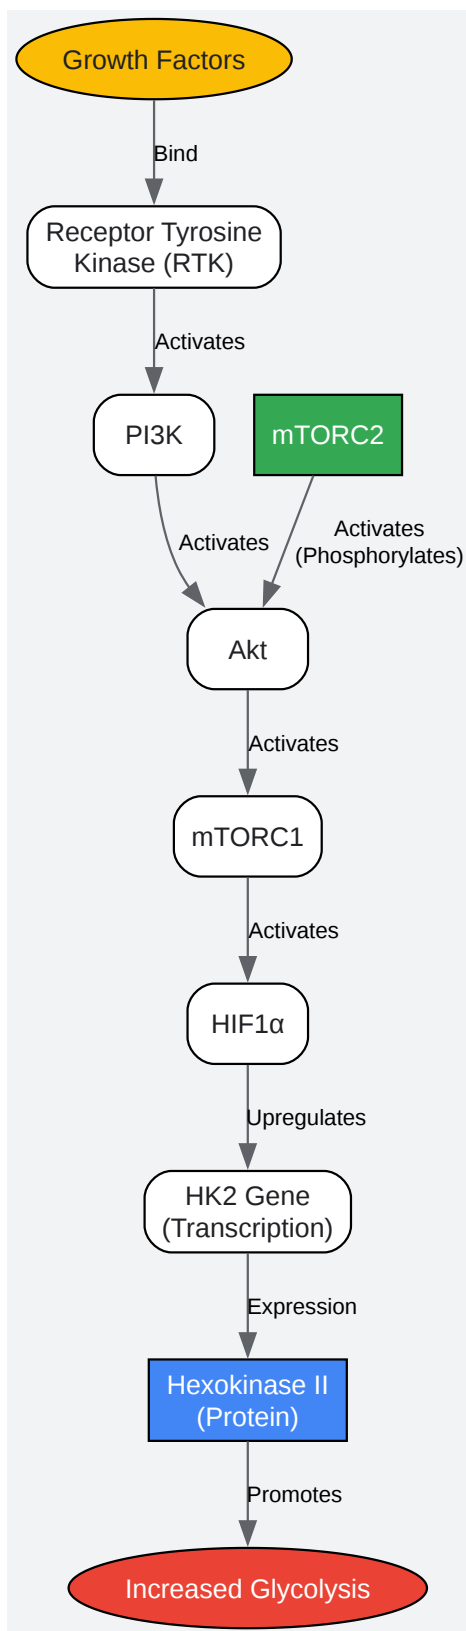 Growth Factors
Bind
Receptor Tyrosine
Kinase (RTK)
Activates
PI3K
mTORC2
Activates
Activates
(Phosphorylates)
Akt
Activates
mTORC1
Activates
HIF1α
Upregulates
HK2 Gene
(Transcription)
Expression
Hexokinase II
(Protein)
Promotes
Increased Glycolysis